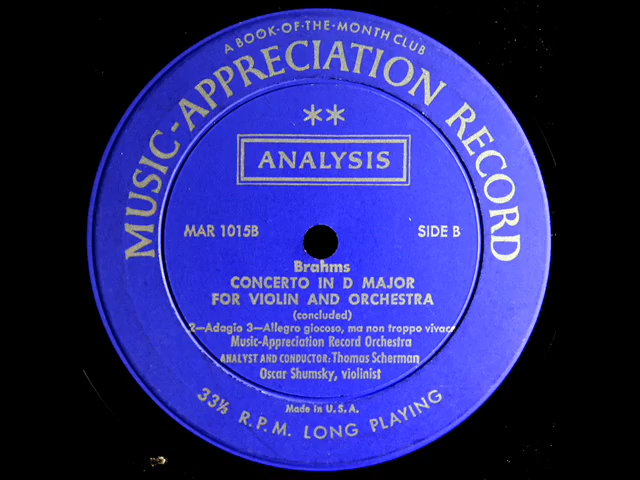 A BOOK-OF-THE-MONTH CLUB
MUSIC-APPRECIATION RECORD
**
ANALYSIS
MAR 1015B
SIDE B
Brahms
CONCERTO IN D MAJOR
FOR VIOLIN AND ORCHESTRA
(concluded)
2—Adagio 3—Allegro giocoso, ma non troppo vivace
Music-Appreciation Record Orchestra
ANALYST AND CONDUCTOR: Thomas Scherman
Oscar Shumsky, violinist
Made in U.S.A.
33⅓ R.P.M. LONG PLAYING